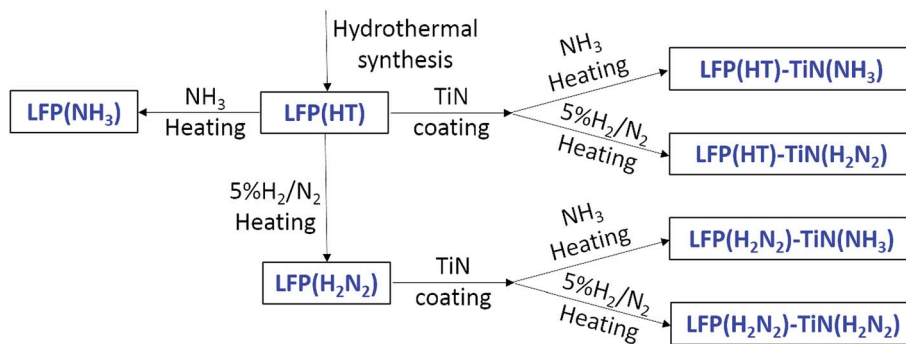 Hydrothermal
synthesis
LFP(NH₃)
NH₃
Heating
LFP(HT)
TiN
coating
NH₃
Heating
LFP(HT)-TiN(NH₃)
5%H₂/N₂
Heating
LFP(HT)-TiN(H₂N₂)
5%H₂/N₂
Heating
LFP(H₂N₂)
TiN
coating
NH₃
Heating
LFP(H₂N₂)-TiN(NH₃)
5%H₂/N₂
Heating
LFP(H₂N₂)-TiN(H₂N₂)